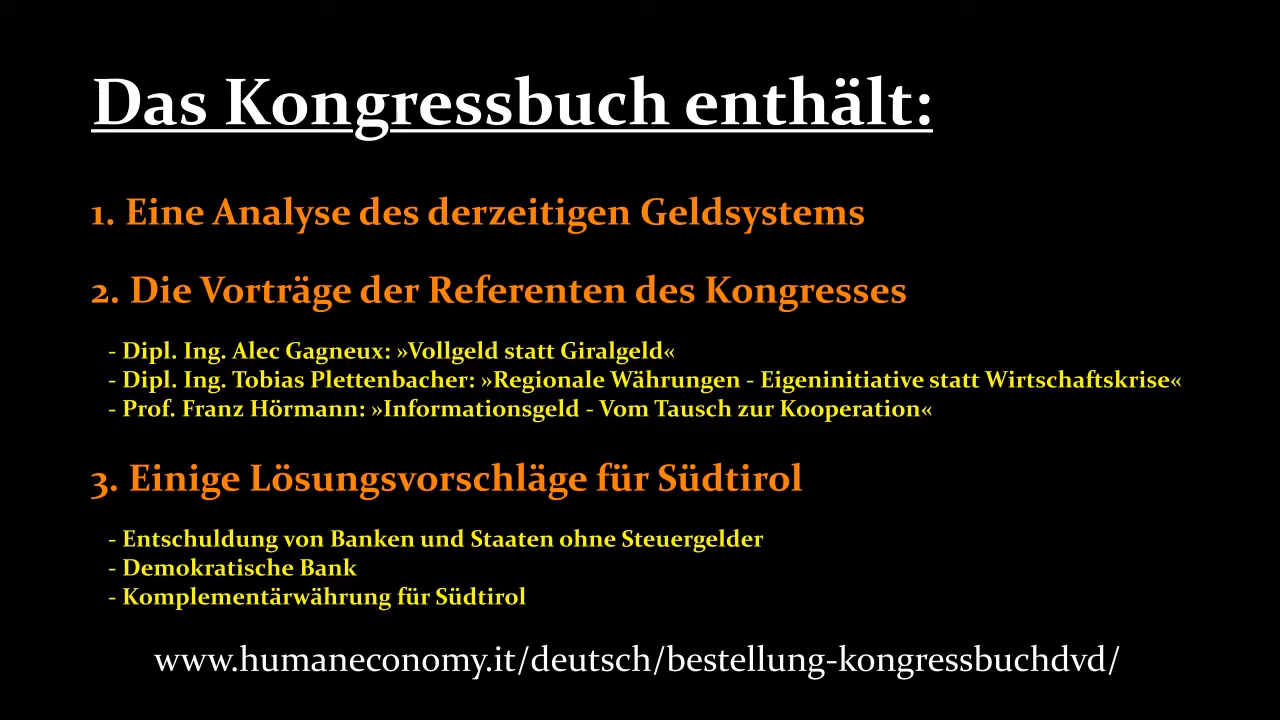 Das Kongressbuch enthält:
1. Eine Analyse des derzeitigen Geldsystems
2. Die Vorträge der Referenten des Kongresses
- Dipl. Ing. Alec Gagneux: »Vollgeld statt Giralgeld«
- Dipl. Ing. Tobias Plettenbacher: »Regionale Währungen - Eigeninitiative statt Wirtschaftskrise«
- Prof. Franz Hörmann: »Informationsgeld - Vom Tausch zur Kooperation«
3. Einige Lösungsvorschläge für Südtirol
- Entschuldung von Banken und Staaten ohne Steuergelder
- Demokratische Bank
- Komplementärwährung für Südtirol
www.humaneconomy.it/deutsch/bestellung-kongressbuchdvd/